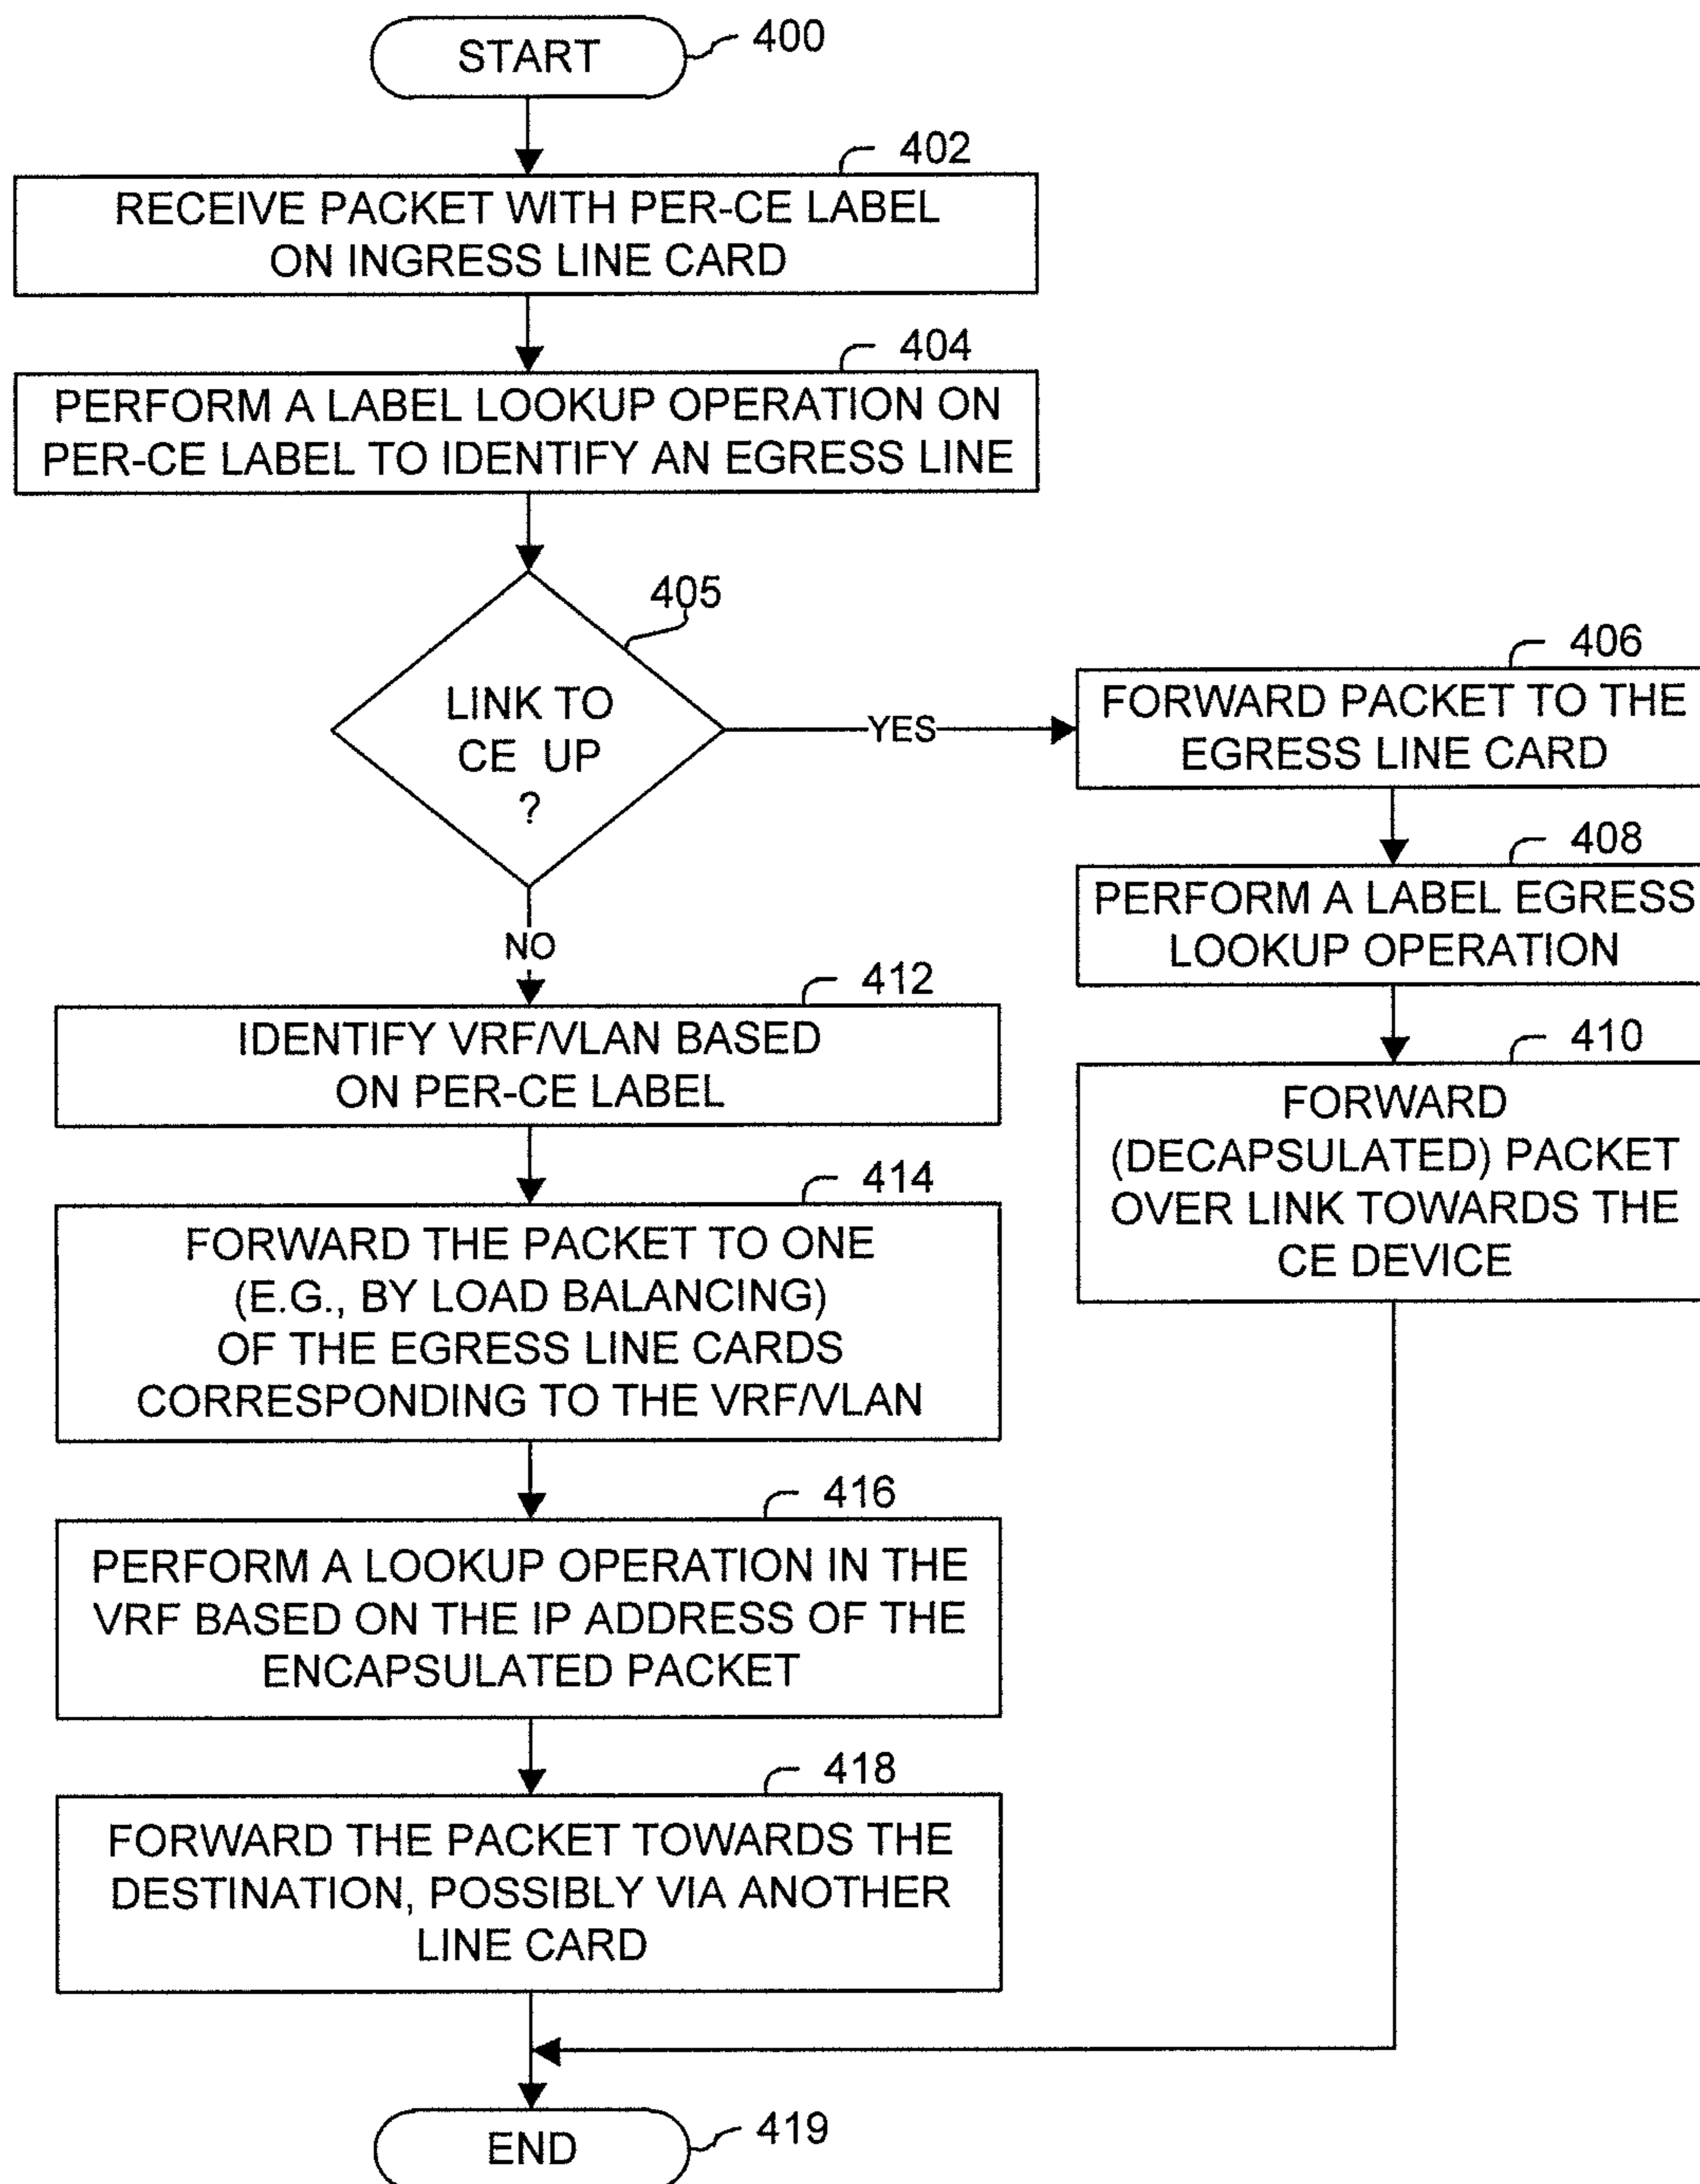 START
400
402
RECEIVE PACKET WITH PER-CE LABEL
ON INGRESS LINE CARD
404
PERFORM A LABEL LOOKUP OPERATION ON
PER-CE LABEL TO IDENTIFY AN EGRESS LINE
405
LINK TO
CE UP
?
YES
406
FORWARD PACKET TO THE
EGRESS LINE CARD
408
PERFORM A LABEL EGRESS
LOOKUP OPERATION
410
FORWARD
(DECAPSULATED) PACKET
OVER LINK TOWARDS THE
CE DEVICE
NO
412
IDENTIFY VRF/VLAN BASED
ON PER-CE LABEL
414
FORWARD THE PACKET TO ONE
(E.G., BY LOAD BALANCING)
OF THE EGRESS LINE CARDS
CORRESPONDING TO THE VRF/VLAN
416
PERFORM A LOOKUP OPERATION IN THE
VRF BASED ON THE IP ADDRESS OF THE
ENCAPSULATED PACKET
418
FORWARD THE PACKET TOWARDS THE
DESTINATION, POSSIBLY VIA ANOTHER
LINE CARD
END
419